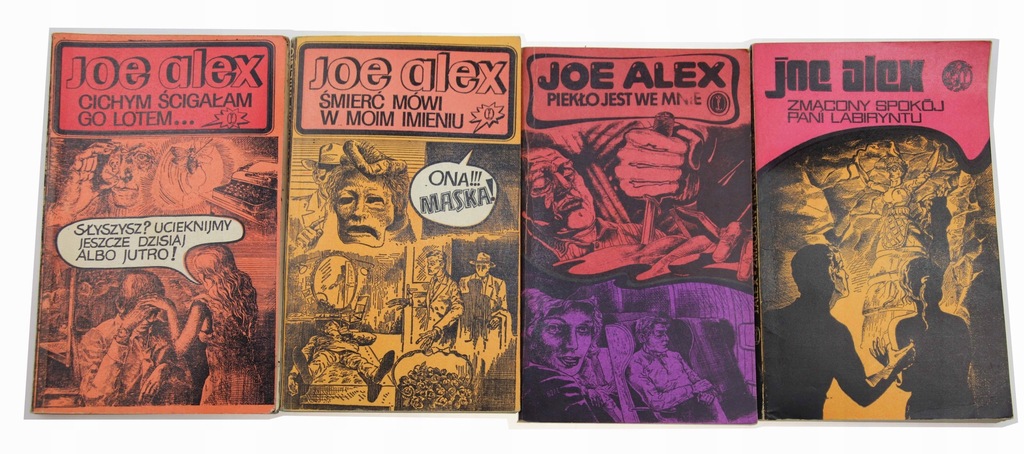 Joe alex
CICHYM ŚCIGAŁAM
GO LOTEM...
SŁYSZYSZ? UCIEKNIJMY
JESZCZE DZISIAJ
ALBO JUTRO!
Joe alex
ŚMIERĆ MÓWI
W MOIM IMIENIU
ONA!!!
MASKA!
JOE ALEX
PIEKŁO JEST WE MNIE
joe alex
ZMĄCONY SPOKÓJ
PANI LABIRYNTU